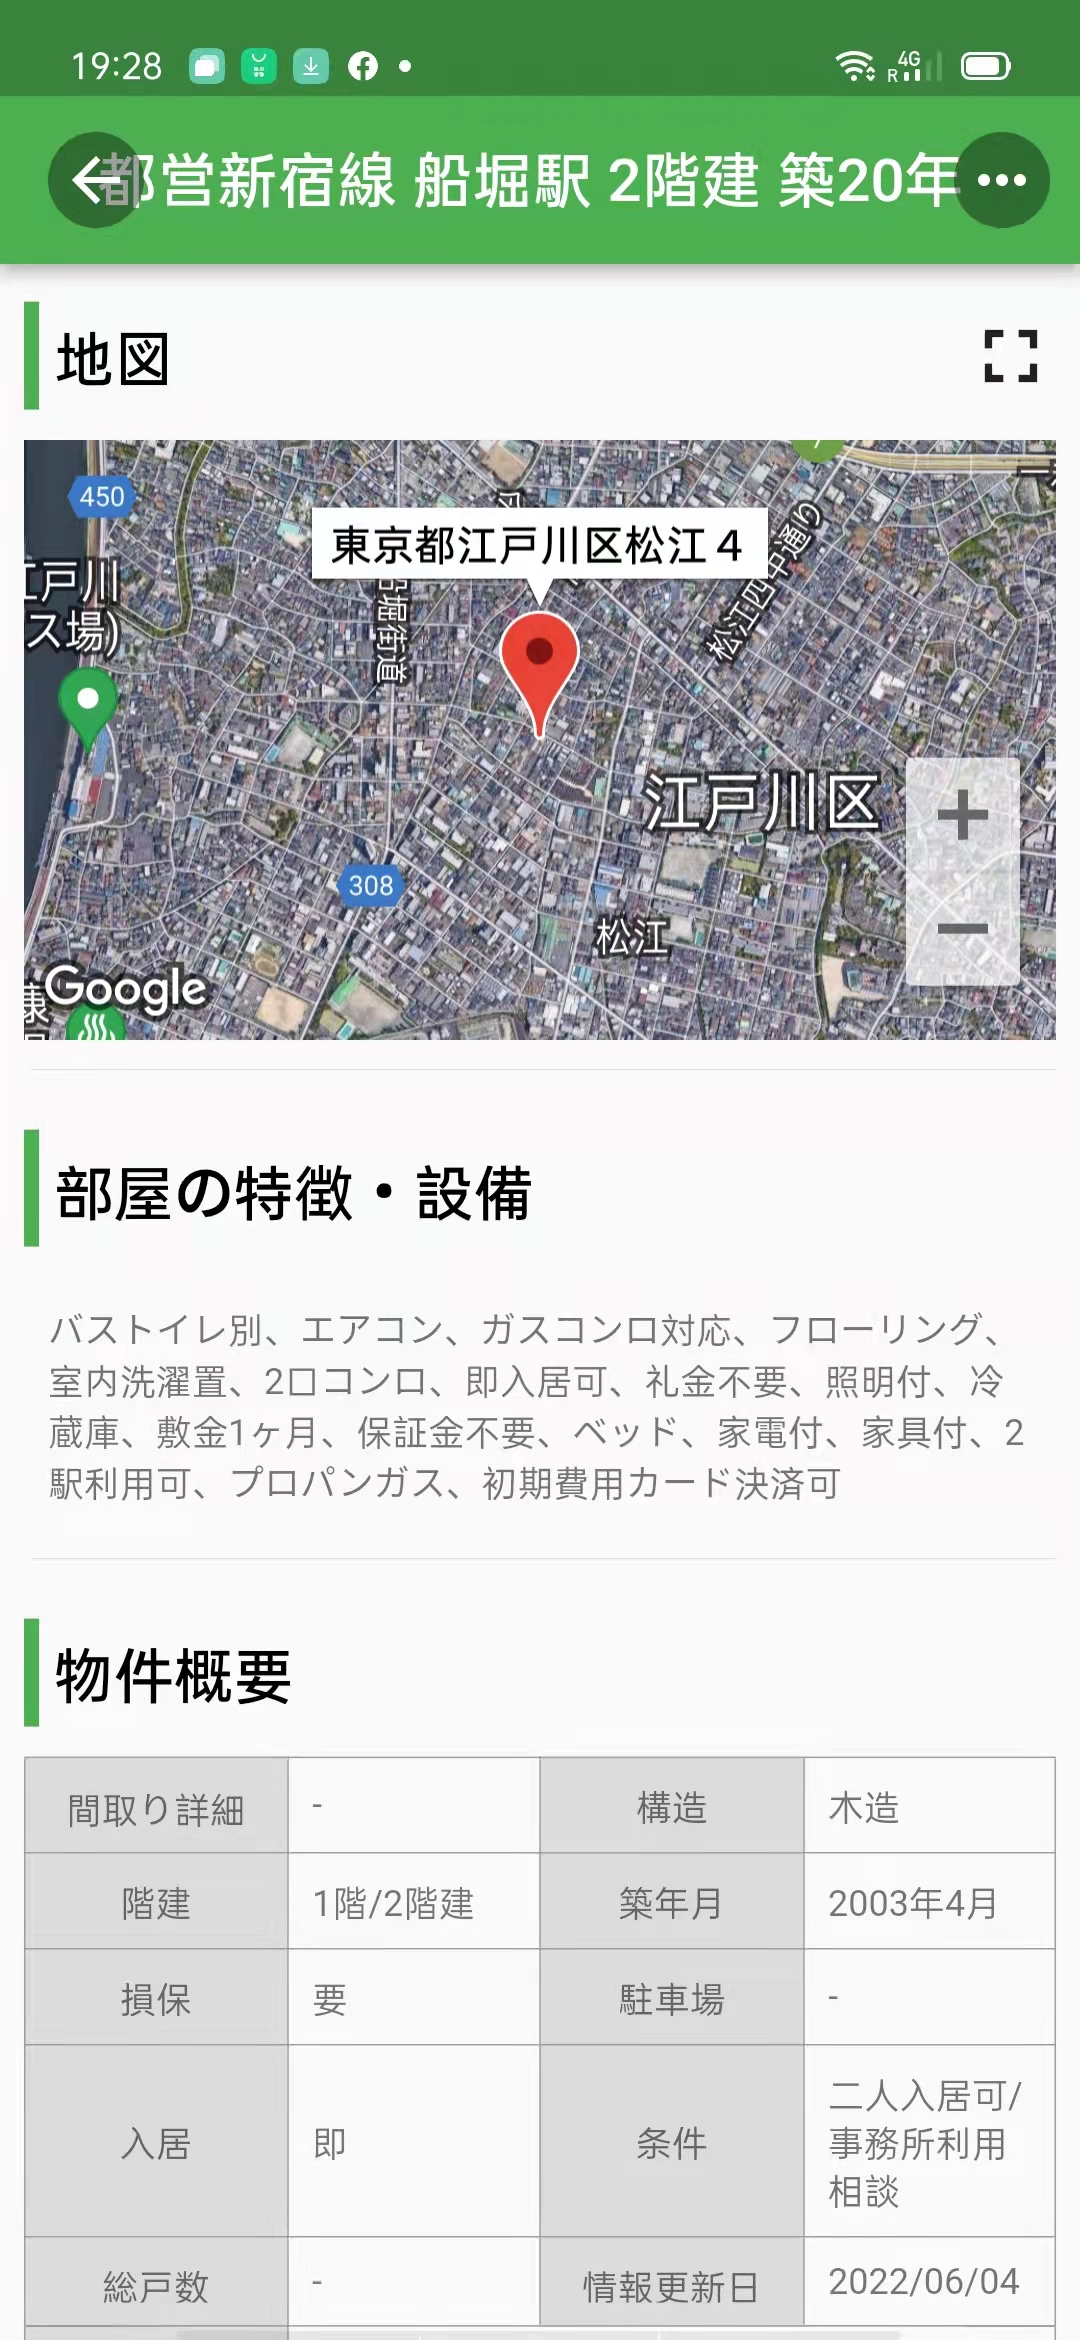 19:28
4G
R
都営新宿線 船堀駅 2階建 築20年
地図
450
東京都江戸川区松江4
江戸川
ス場)
船堀街道
松江四中通り
江戸川区
308
松江
Google
部屋の特徴・設備
バストイレ別、エアコン、ガスコンロ対応、フローリング、
室内洗濯置、2口コンロ、即入居可、礼金不要、照明付、冷
蔵庫、敷金1ヶ月、保証金不要、ベッド、家電付、家具付、2
駅利用可、プロパンガス、初期費用カード決済可
物件概要
間取り詳細 - 構造 木造
階建 1階/2階建 築年月 2003年4月
損保 要 駐車場 -
入居 即 条件 二人入居可/
事務所利用
相談
総戸数 - 情報更新日 2022/06/04